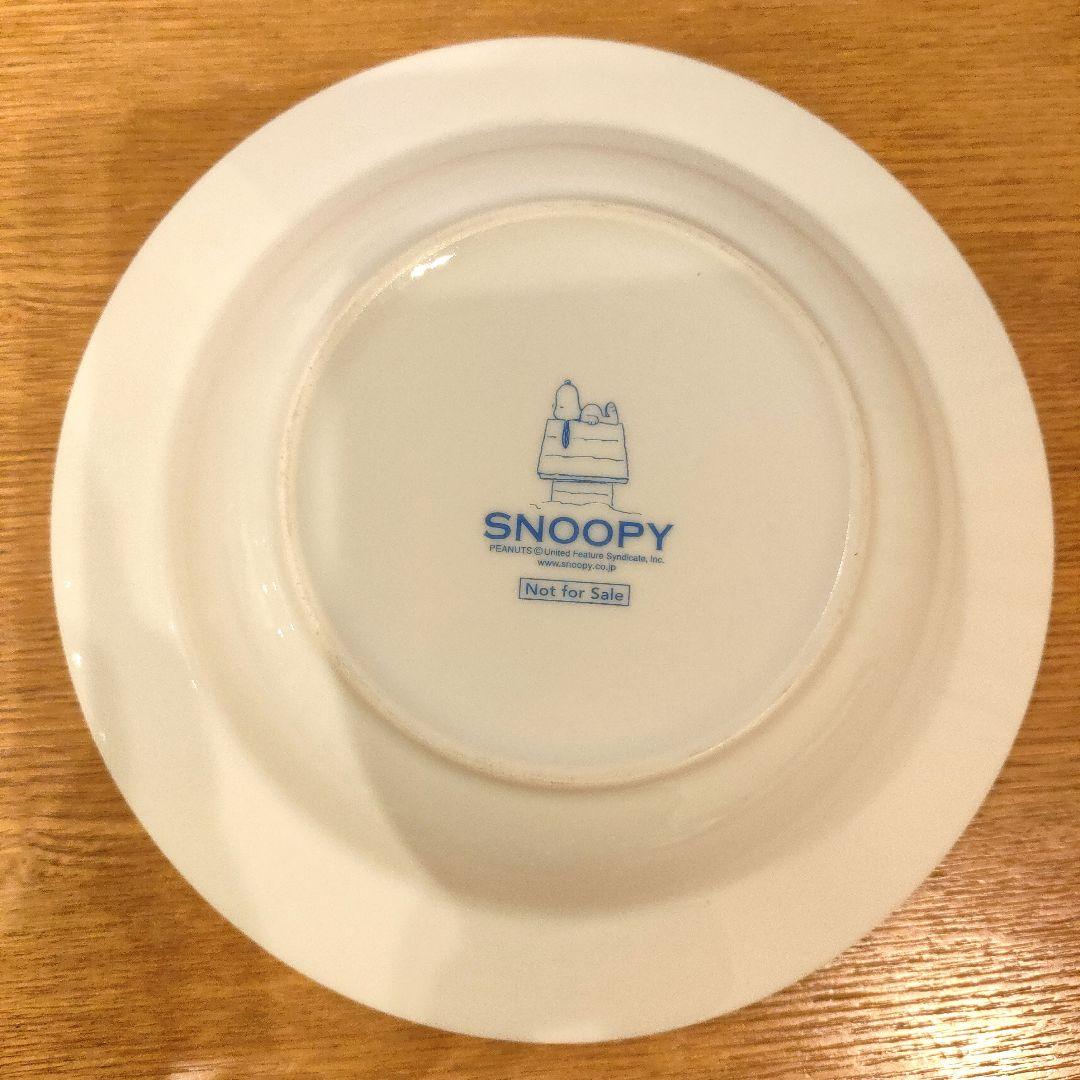 SNOOPY
PEANUTS © United Feature Syndicate, Inc.
www.snoopy.co.jp
Not for Sale